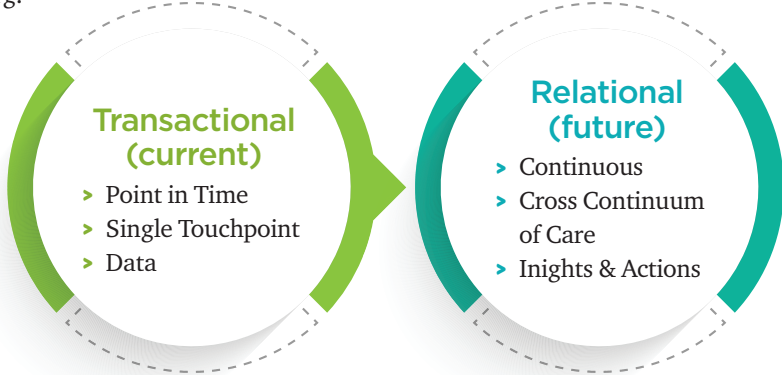 g.
Transactional
(current)
> Point in Time
> Single Touchpoint
> Data
Relational
(future)
> Continuous
> Cross Continuum
of Care
> Inights & Actions